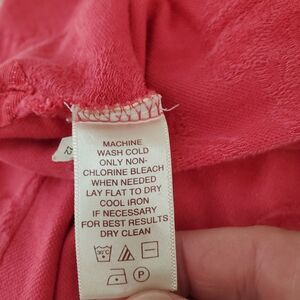 MACHINE
WASH COLD
ONLY NON-
CHLORINE BLEACH
WHEN NEEDED
LAY FLAT TO DRY
COOL IRON
IF NECESSARY
FOR BEST RESULTS
DRY CLEAN
30°C
P